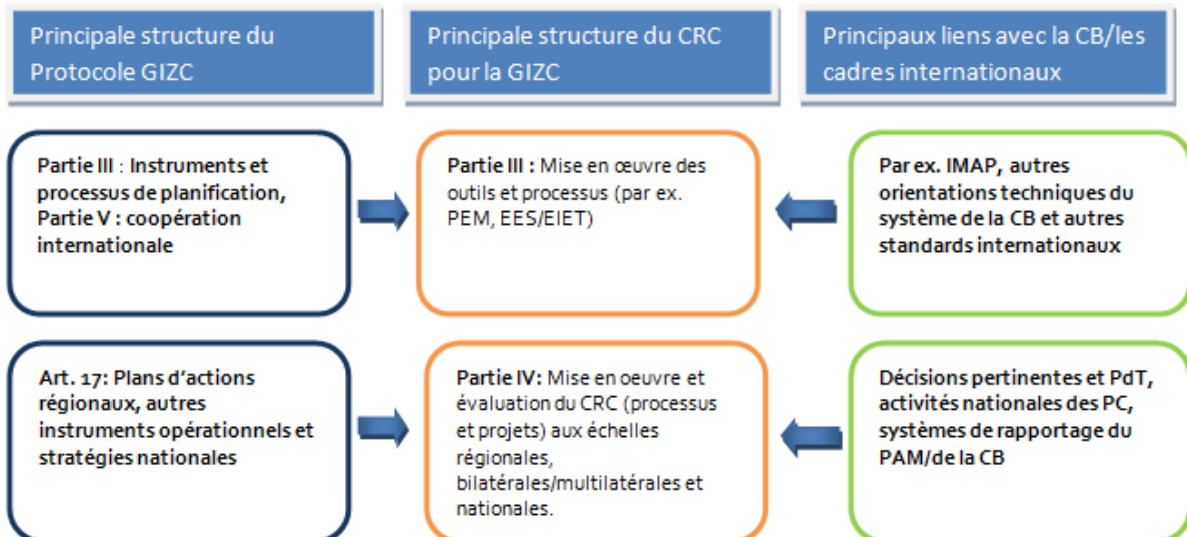 Principale structure du
Protocole GIZC
Principale structure du CRC
pour la GIZC
Principaux liens avec la CB/les
cadres internationaux
Partie III : Instruments et
processus de planification,
Partie V : coopération
internationale
Partie III : Mise en œuvre des
outils et processus (par ex.
PEM, EES/EIET)
Par ex. IMAP, autres
orientations techniques du
système de la CB et autres
standards internationaux
Art. 17: Plans d’actions
régionaux, autres
instruments opérationnels et
stratégies nationales
Partie IV: Mise en oeuvre et
évaluation du CRC (processus
et projets) aux échelles
régionales,
bilatérales/multilatérales et
nationales.
Décisions pertinentes et PdT,
activités nationales des PC,
systèmes de rapportage du
PAM/de la CB